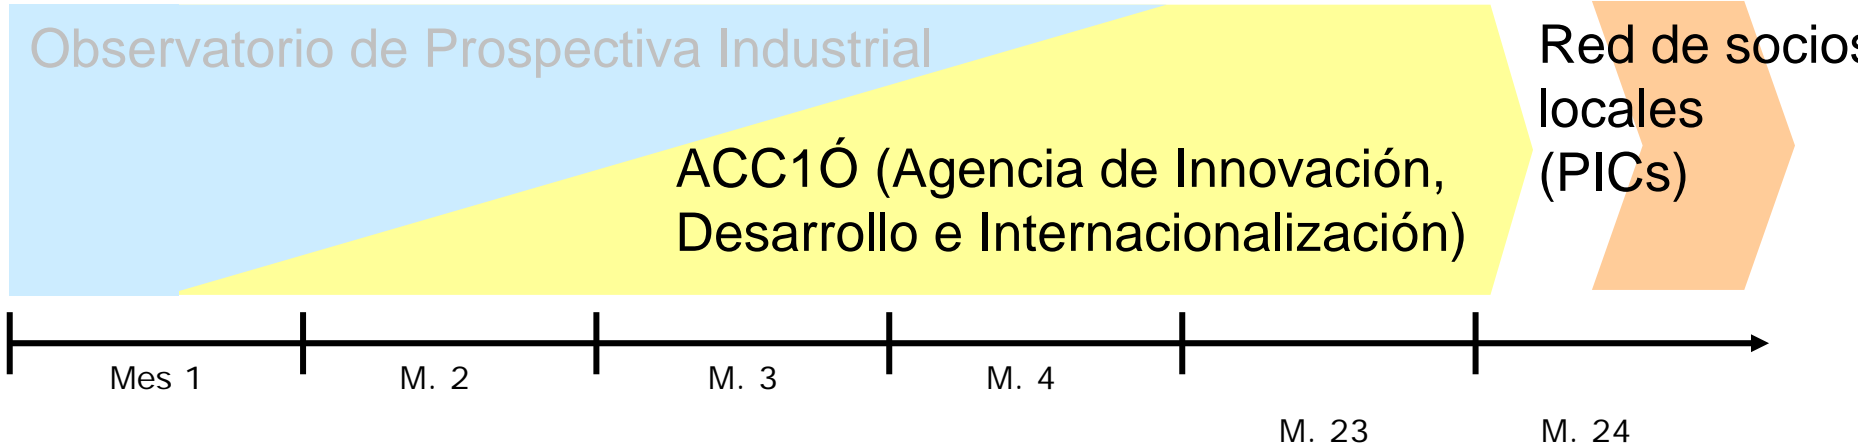 Observatorio de Prospectiva Industrial
Red de socios
locales
(PICs)
ACC1Ó (Agencia de Innovación,
Desarrollo e Internacionalización)
Mes 1
M. 2
M. 3
M. 4
M. 23
M. 24